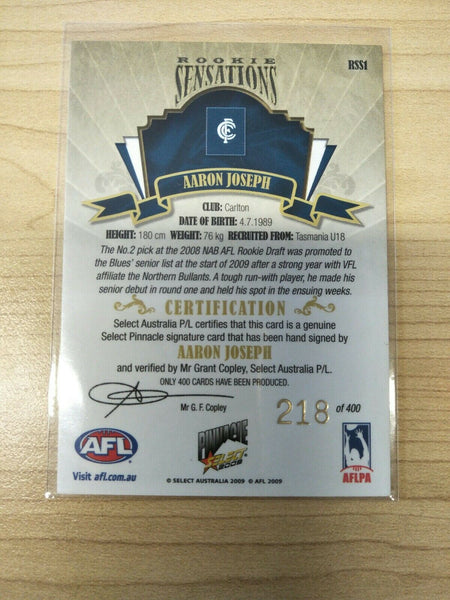 ROOKIE
SENSATIONS
RSS1
CFC
AARON JOSEPH
CLUB: Carlton
DATE OF BIRTH: 4.7.1989
HEIGHT: 180 cm WEIGHT: 76 kg RECRUITED FROM: Tasmania U18
The No.2 pick at the 2008 NAB AFL Rookie Draft was promoted
to the Blues' senior list at the start of 2009 after a strong year with VFL
affiliate the Northern Bullants. A tough run-with player, he made his
senior debut in round one and held his spot in the ensuing weeks.
CERTIFICATION
Select Australia P/L certifies that this card is a genuine
Select Pinnacle signature card that has been hand signed by
AARON JOSEPH
and verified by Mr Grant Copley, Select Australia P/L.
ONLY 400 CARDS HAVE BEEN PRODUCED.
Mr G. F. Copley
218 of 400
AFL
Visit afl.com.au
PINNACLE
SELECT
2009
© SELECT AUSTRALIA 2009 © AFL 2009
AFLPA